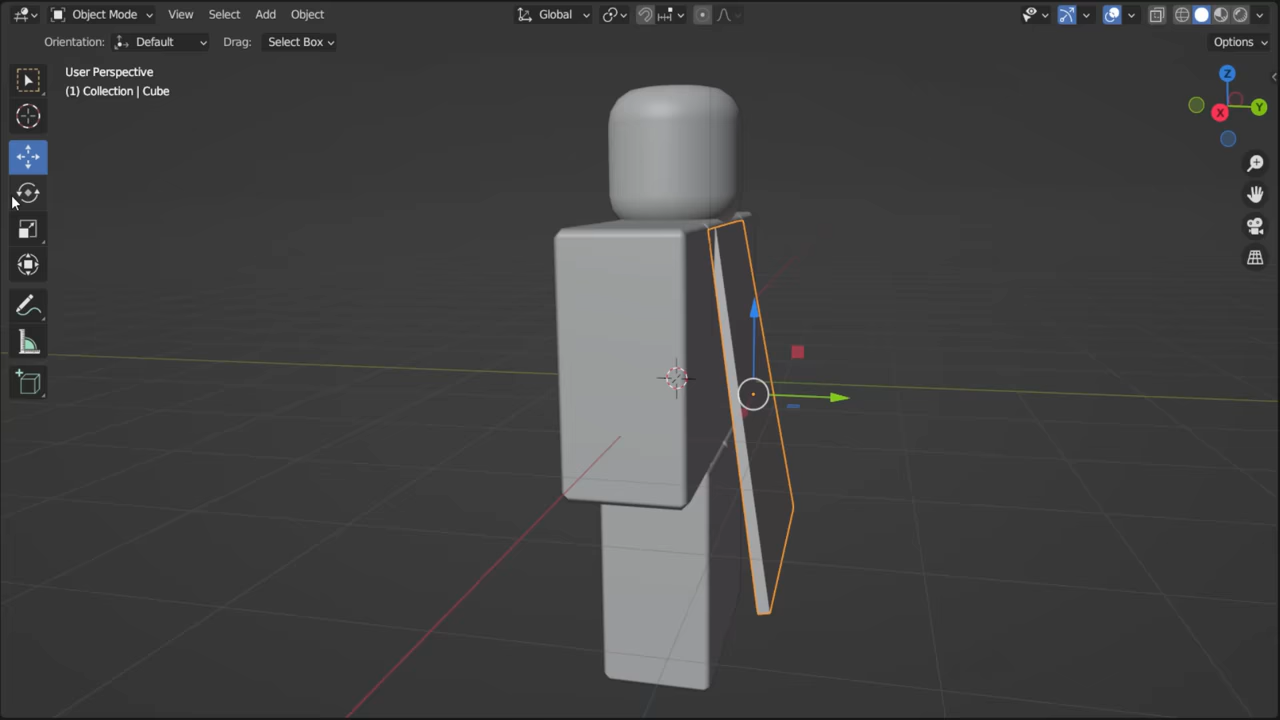 Object Mode View Select Add Object Global
Orientation: Default Drag: Select Box Options
User Perspective
(1) Collection | Cube
Z
Y
X